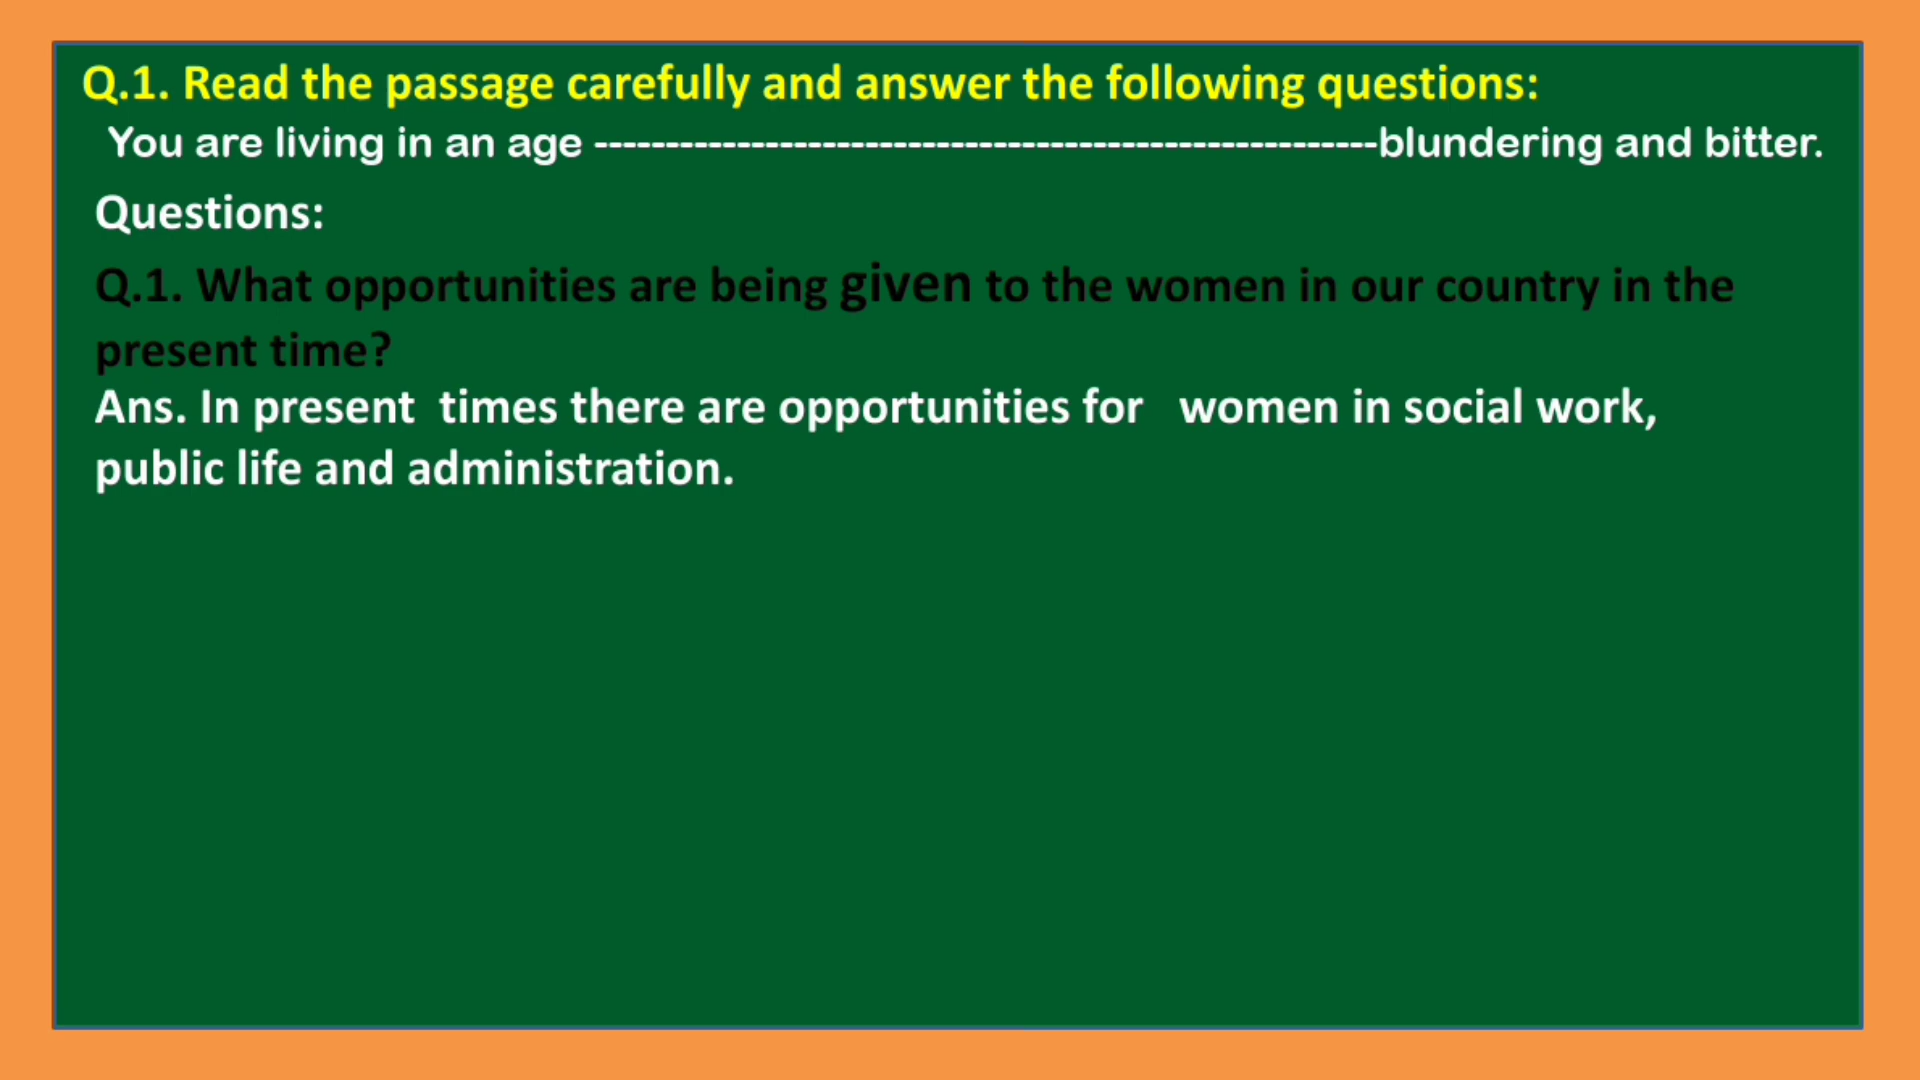 Q.1. Read the passage carefully and answer the following questions:
You are living in an age -------------------------------------------------------blundering and bitter.
Questions:
Q.1. What opportunities are being given to the women in our country in the
present time?
Ans. In present  times there are opportunities for   women in social work,
public life and administration.